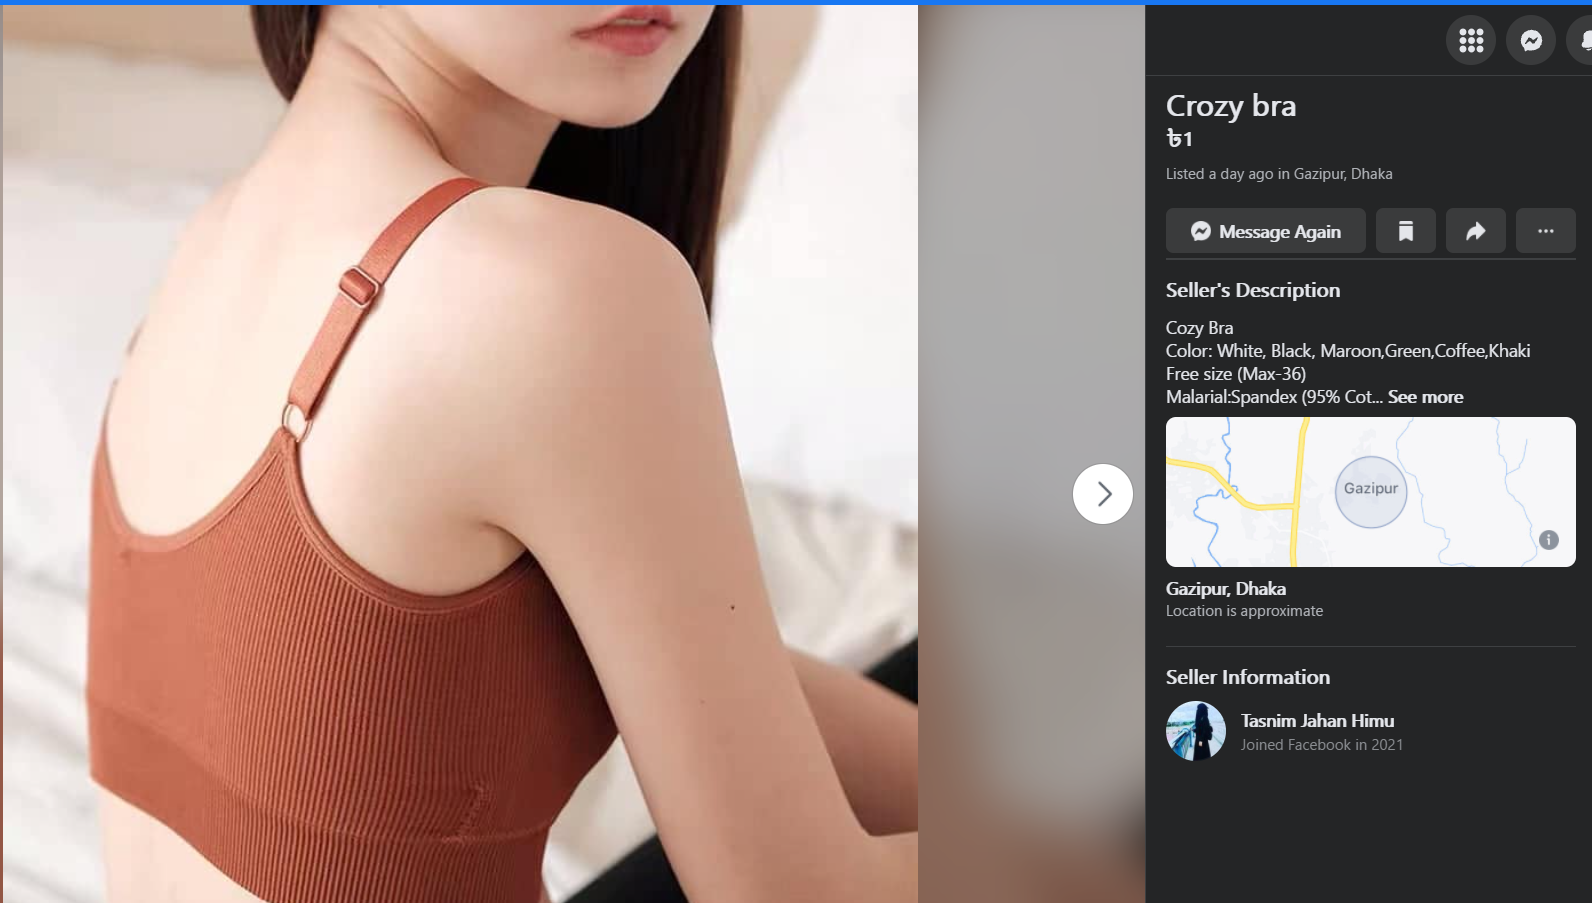 Crozy bra
৳1
Listed a day ago in Gazipur, Dhaka
Message Again
Seller's Description
Cozy Bra
Color: White, Black, Maroon,Green,Coffee,Khaki
Free size (Max-36)
Malarial:Spandex (95% Cot... See more
Gazipur
Gazipur, Dhaka
Location is approximate
Seller Information
Tasnim Jahan Himu
Joined Facebook in 2021